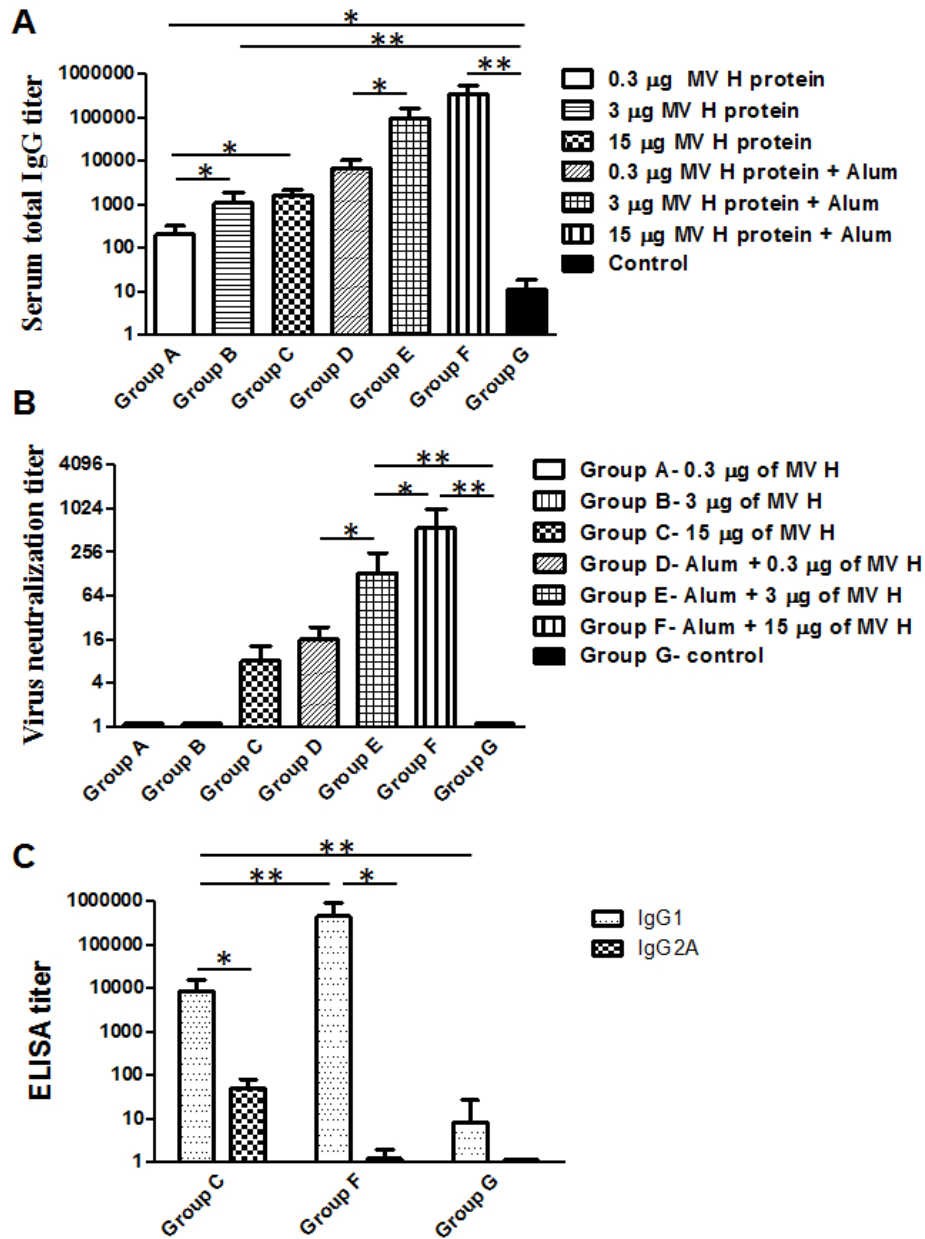 A
Serum total IgG titer
1000000
100000
10000
1000
100
10
1
*
**
*
**
*
*
Group A
Group B
Group C
Group D
Group E
Group F
Group G
0.3 μg MV H protein
3 μg MV H protein
15 μg MV H protein
0.3 μg MV H protein + Alum
3 μg MV H protein + Alum
15 μg MV H protein + Alum
Control
B
Virus neutralization titer
4096
1024
256
64
16
4
1
**
*
**
*
Group A
Group B
Group C
Group D
Group E
Group F
Group G
Group A- 0.3 μg of MV H
Group B- 3 μg of MV H
Group C- 15 μg of MV H
Group D- Alum + 0.3 μg of MV H
Group E- Alum + 3 μg of MV H
Group F- Alum + 15 μg of MV H
Group G- control
C
ELISA titer
1000000
100000
10000
1000
100
10
1
**
**
*
*
Group C
Group F
Group G
IgG1
IgG2A